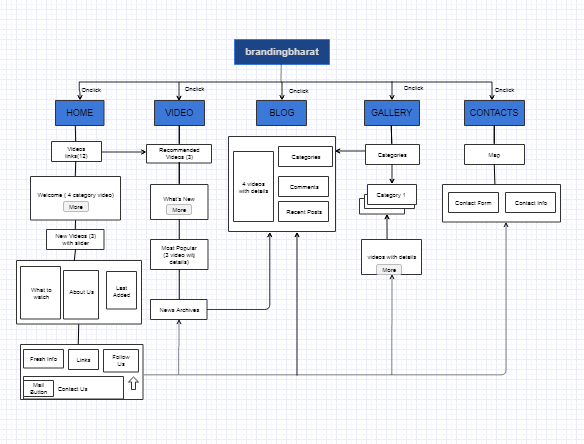 brandingbharat
Onclick
Onclick
Onclick
Onclick
Onclick
HOME
VIDEO
BLOG
GALLERY
CONTACTS
Videos
links(12)
Welcome ( 4 category video)
More
New Videos (3)
with slider
What to
watch
About Us
Last
Added
Fresh Info
Links
Follow
Us
Mail
Button
Contact Us
Recommended
Videos (3)
What's New
More
Most Popular
(3 video witj
details)
News Archives
4 videos
with details
Categories
Comments
Recent Posts
Categories
Category 1
videos with details
More
Map
Contact Form
Contact Info